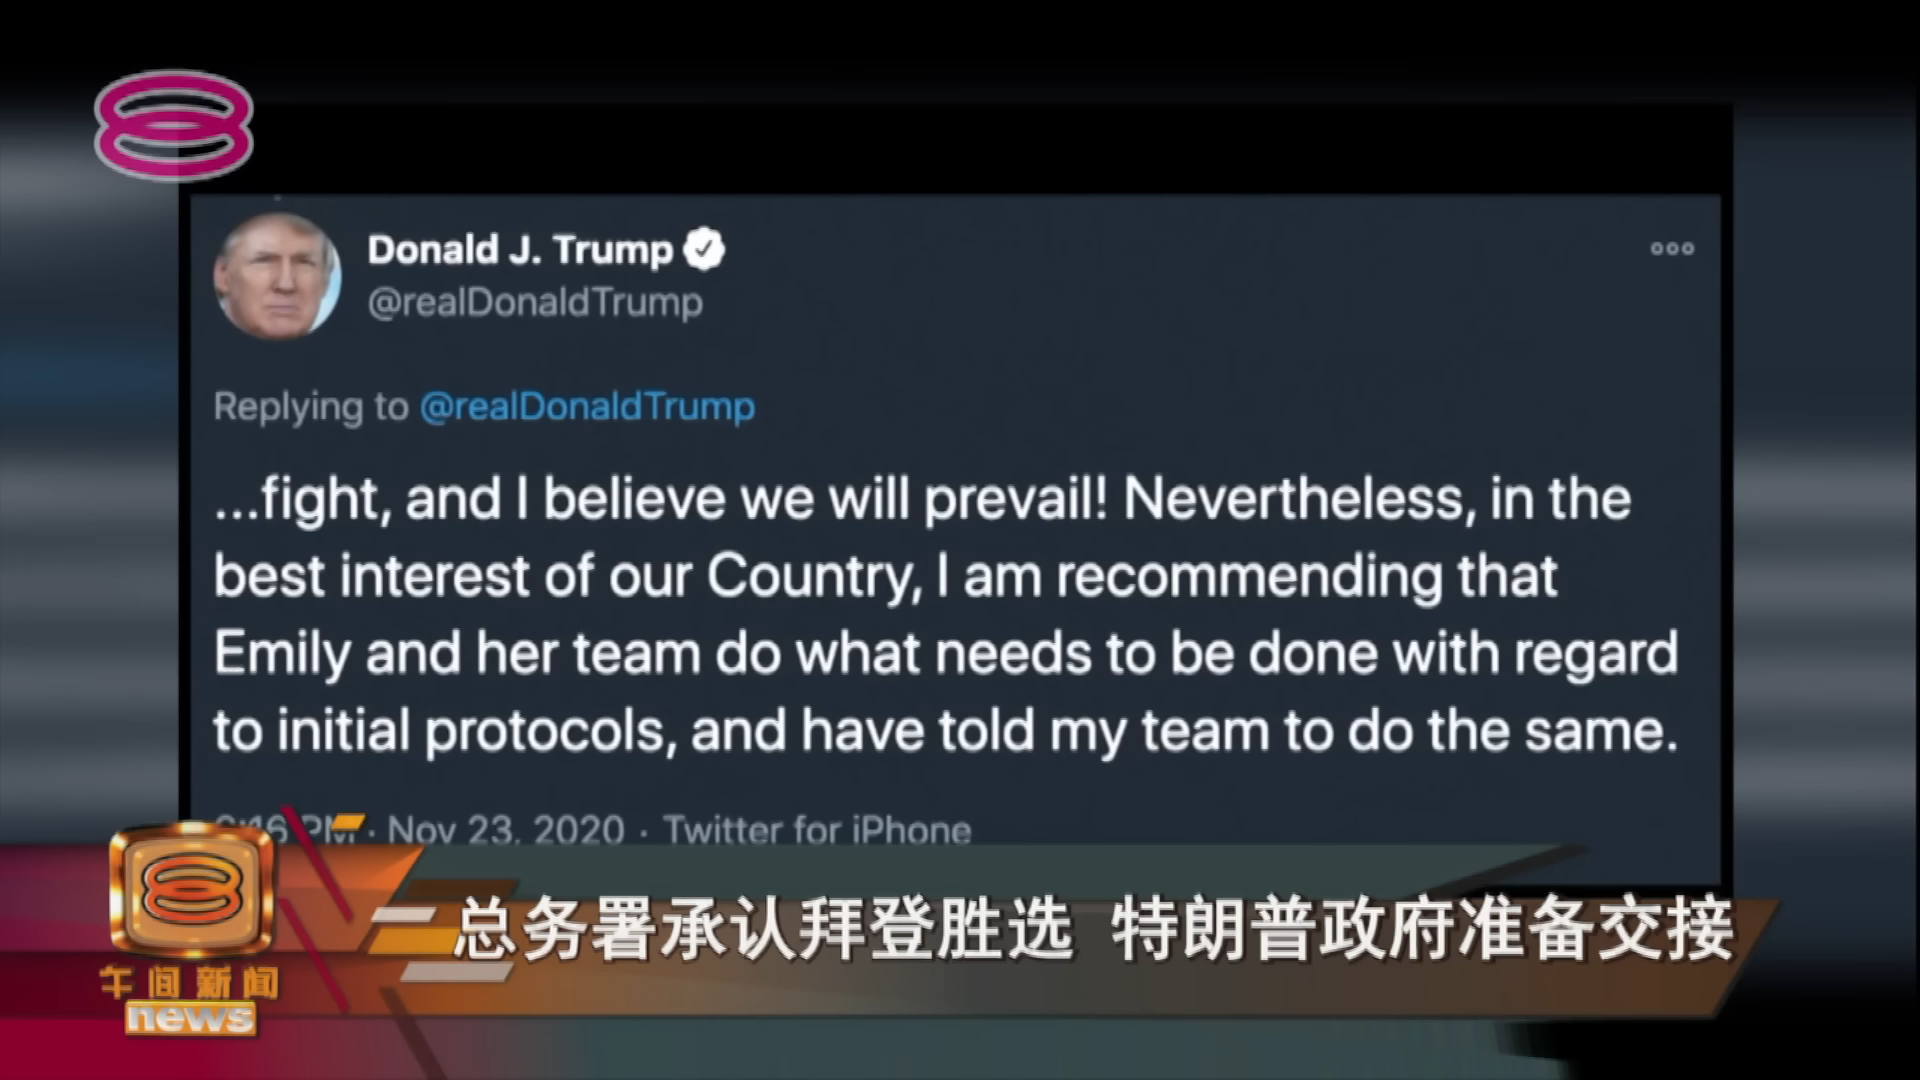 Donald J. Trump
@realDonaldTrump
Replying to @realDonaldTrump
...fight, and I believe we will prevail! Nevertheless, in the
best interest of our Country, I am recommending that
Emily and her team do what needs to be done with regard
to initial protocols, and have told my team to do the same.
6:16 PM · Nov 23, 2020 · Twitter for iPhone
总务署承认拜登胜选 特朗普政府准备交接
午间新闻
news